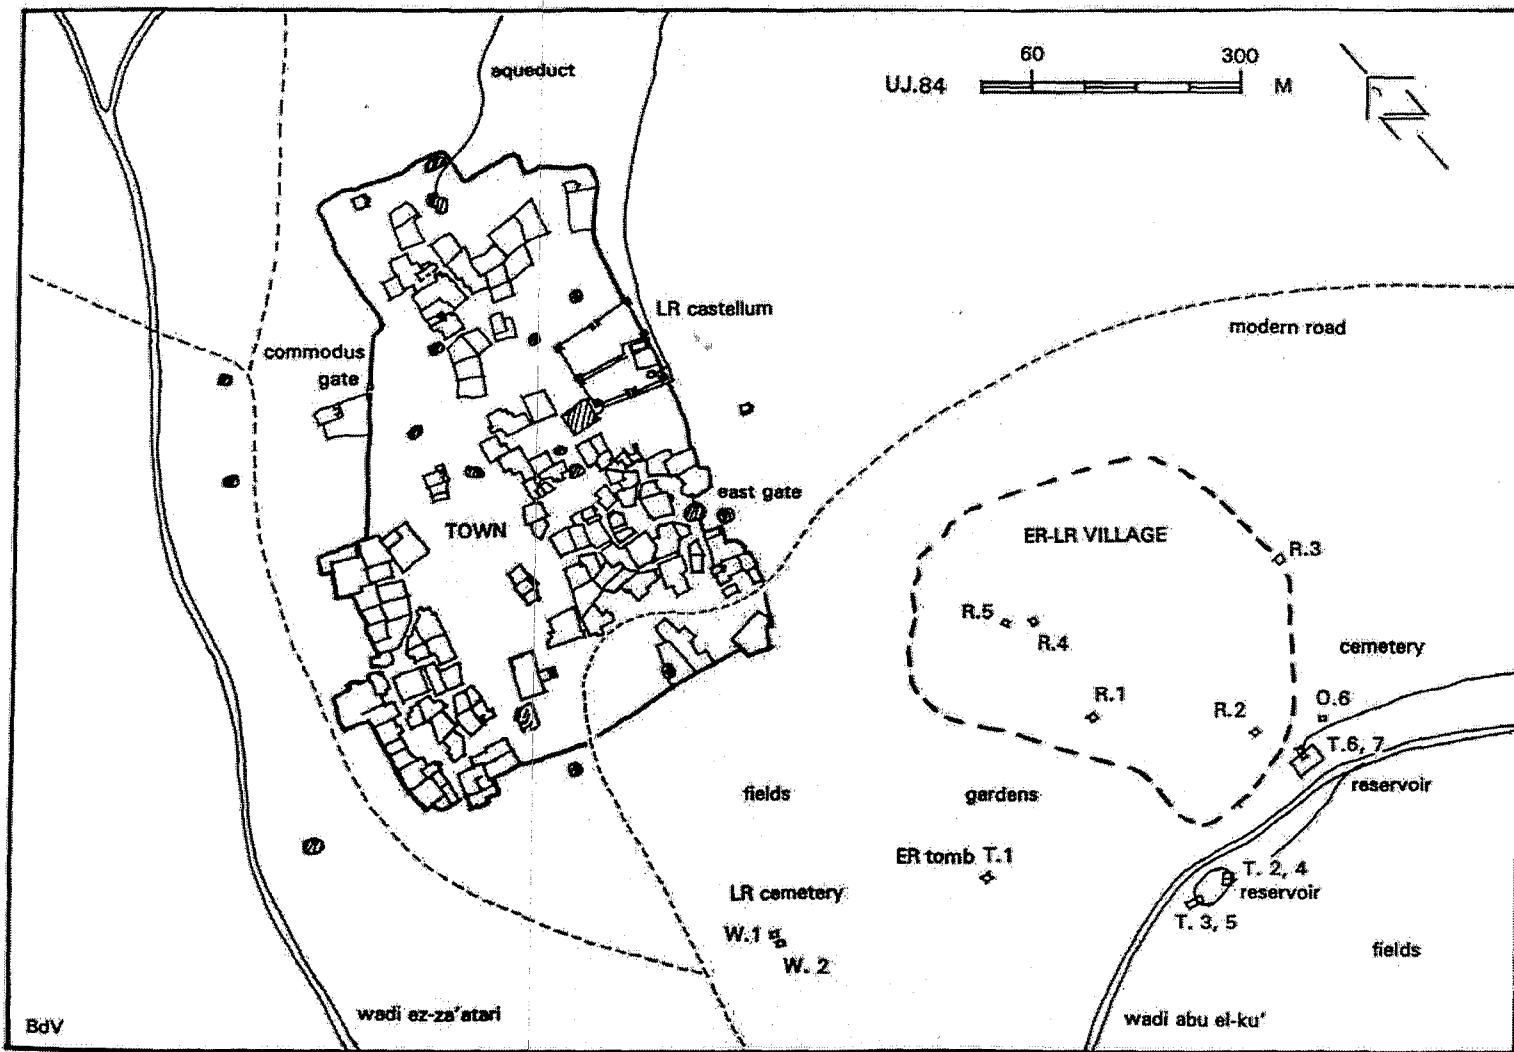 aqueduct
60 300
UJ.84 M
LR castellum
modern road
commodus
gate
east gate
TOWN
ER-LR VILLAGE
R.3
R.5
R.4
cemetery
R.1
R.2
O.6
T.6, 7
reservoir
fields
gardens
ER tomb T.1
T. 2, 4
reservoir
LR cemetery
T. 3, 5
W.1
W. 2
fields
wadi ez-za'atari
wadi abu el-ku'
BdV